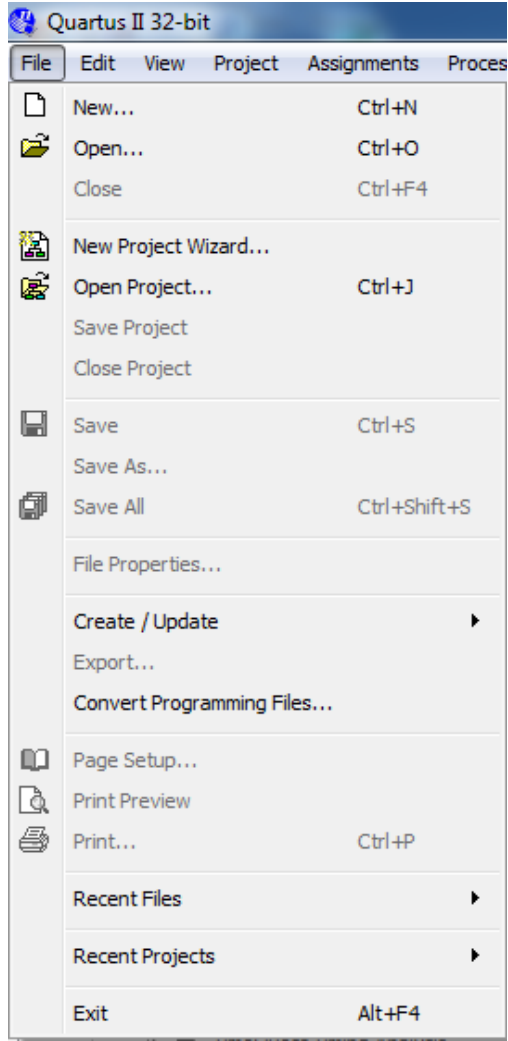 Quartus II 32-bit
File Edit View Project Assignments Proces
New... Ctrl+N
Open... Ctrl+O
Close Ctrl+F4
New Project Wizard...
Open Project... Ctrl+J
Save Project
Close Project
Save Ctrl+S
Save As...
Save All Ctrl+Shift+S
File Properties...
Create / Update
Export...
Convert Programming Files...
Page Setup...
Print Preview
Print... Ctrl+P
Recent Files
Recent Projects
Exit Alt+F4